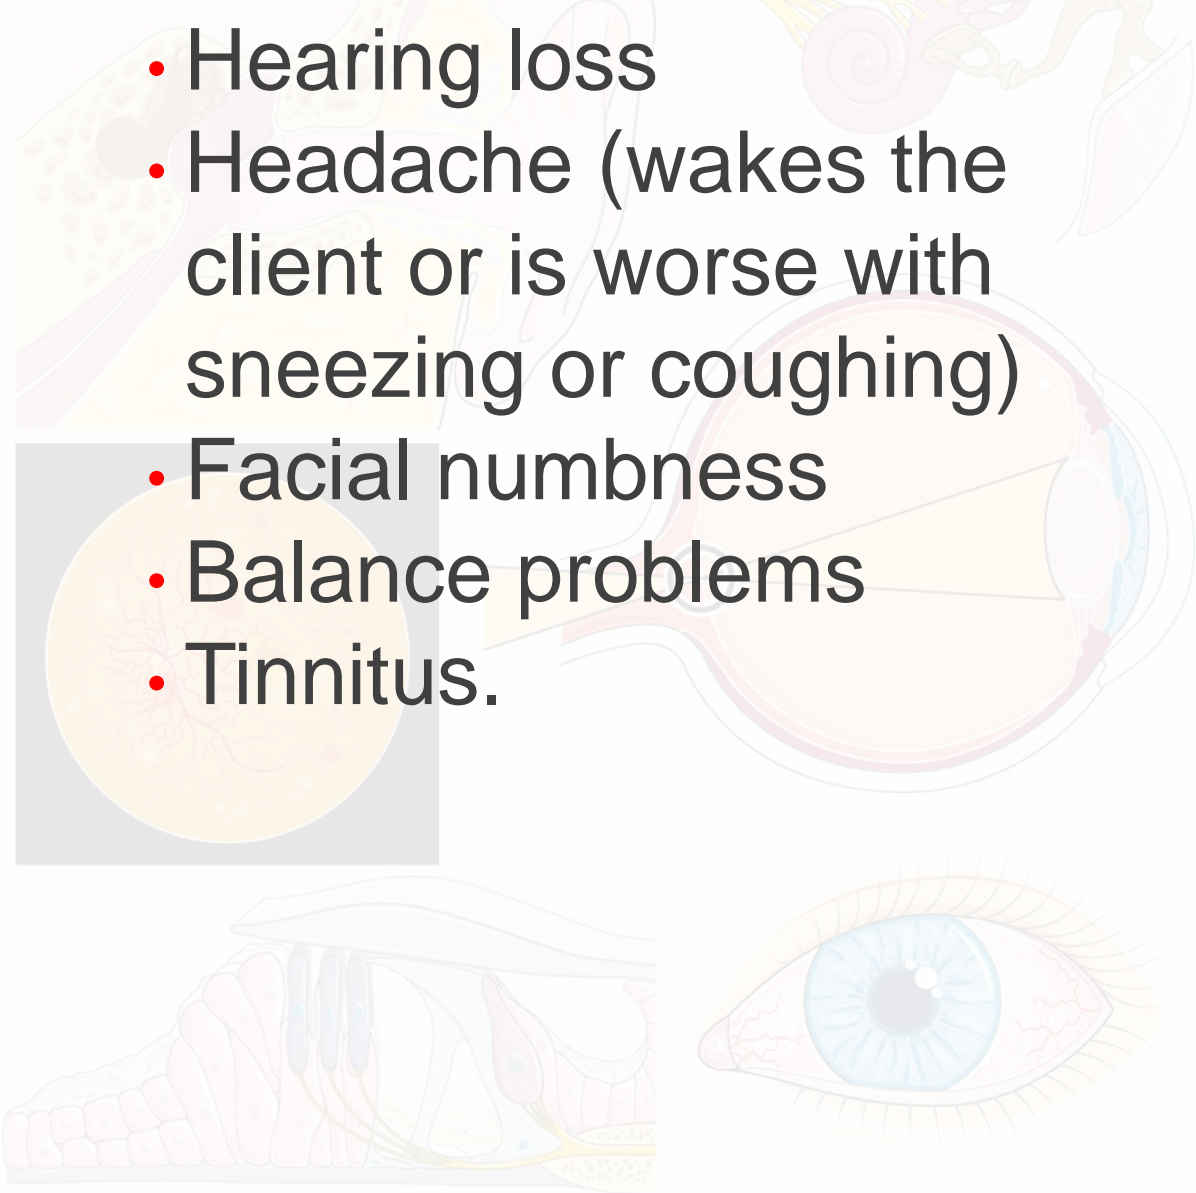 • Hearing loss
• Headache (wakes the
client or is worse with
sneezing or coughing)
• Facial numbness
• Balance problems
• Tinnitus.